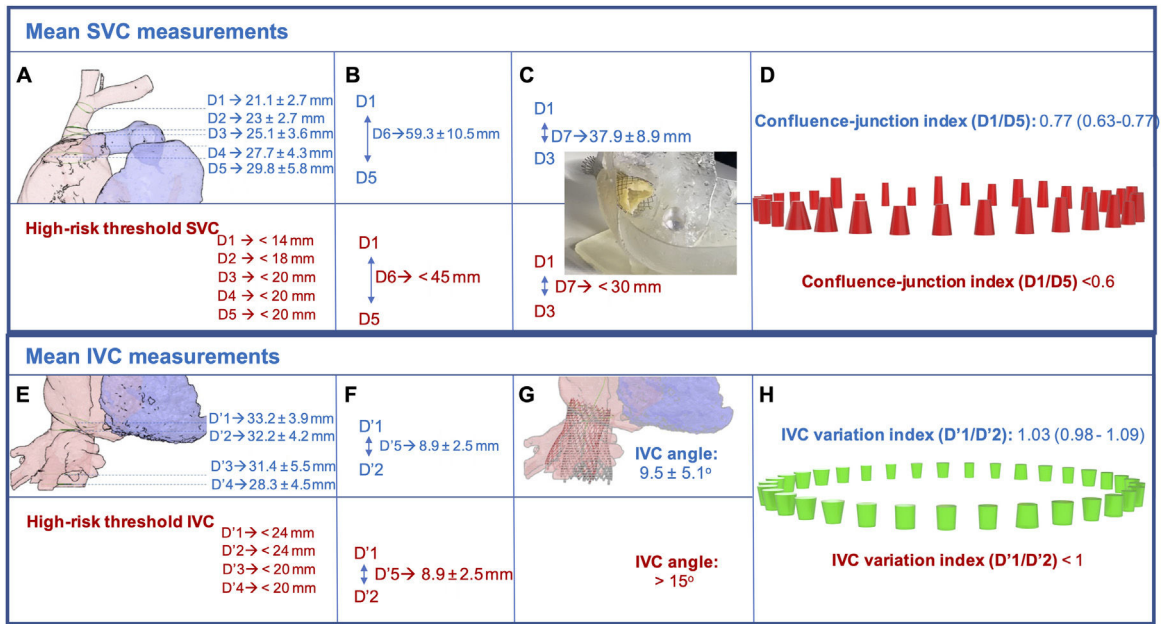 Mean SVC measurements
A
D1 → 21.1 ± 2.7 mm
D2 → 23 ± 2.7 mm
D3 → 25.1 ± 3.6 mm
D4 → 27.7 ± 4.3 mm
D5 → 29.8 ± 5.8 mm
High-risk threshold SVC
D1 → < 14 mm
D2 → < 18 mm
D3 → < 20 mm
D4 → < 20 mm
D5 → < 20 mm
B
D1
D6 → 59.3 ± 10.5 mm
D5
D1
D6 → < 45 mm
D5
C
D1
D7 → 37.9 ± 8.9 mm
D3
D1
D7 → < 30 mm
D3
D
Confluence-junction index (D1/D5): 0.77 (0.63-0.77)
Confluence-junction index (D1/D5) <0.6
Mean IVC measurements
E
D'1 → 33.2 ± 3.9 mm
D'2 → 32.2 ± 4.2 mm
D'3 → 31.4 ± 5.5 mm
D'4 → 28.3 ± 4.5 mm
High-risk threshold IVC
D'1 → < 24 mm
D'2 → < 24 mm
D'3 → < 20 mm
D'4 → < 20 mm
F
D'1
D'5 → 8.9 ± 2.5 mm
D'2
D'1
D'5 → 8.9 ± 2.5 mm
D'2
G
IVC angle:
9.5 ± 5.1º
IVC angle:
> 15º
H
IVC variation index (D'1/D'2): 1.03 (0.98 - 1.09)
IVC variation index (D'1/D'2) < 1